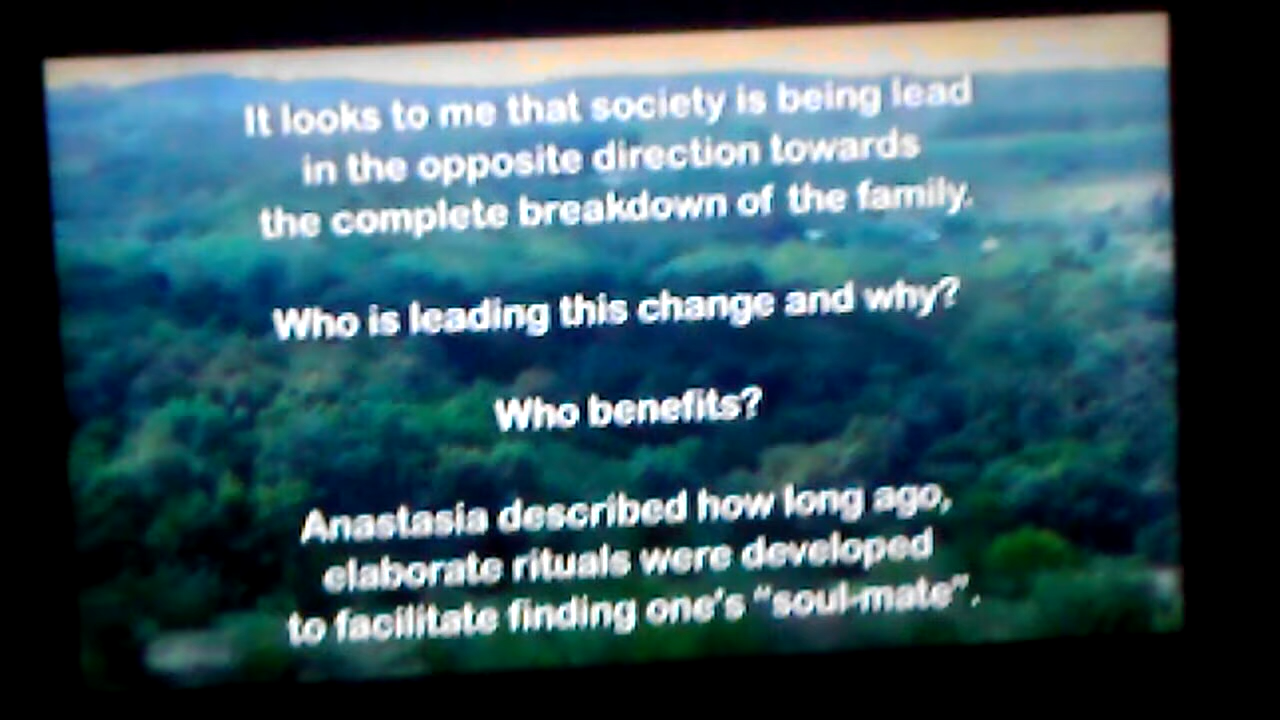 It looks to me that society is being lead
in the opposite direction towards
the complete breakdown of the family.
Who is leading this change and why?
Who benefits?
Anastasia described how long ago,
elaborate rituals were developed
to facilitate finding one's “soul-mate”.